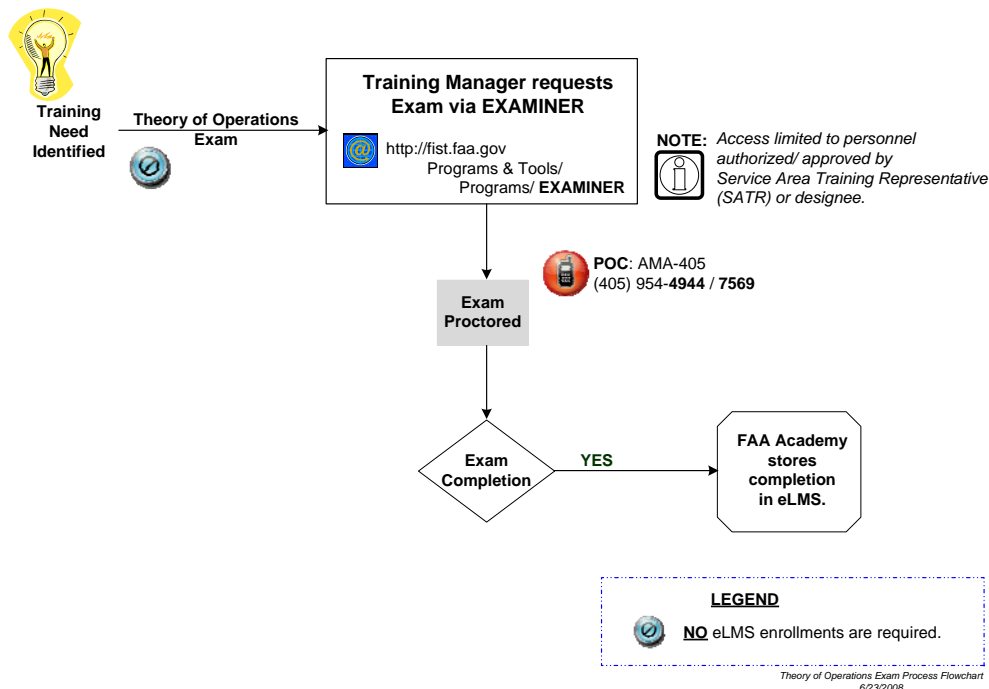 Training
Need
Identified
Theory of Operations
Exam
Training Manager requests
Exam via EXAMINER
http://fist.faa.gov
Programs & Tools/
Programs/ EXAMINER
NOTE: Access limited to personnel
authorized/ approved by
Service Area Training Representative
(SATR) or designee.
POC: AMA-405
(405) 954-4944 / 7569
Exam
Proctored
Exam
Completion
YES
FAA Academy
stores
completion
in eLMS.
LEGEND
NO eLMS enrollments are required.
Theory of Operations Exam Process Flowchart
6/23/2008